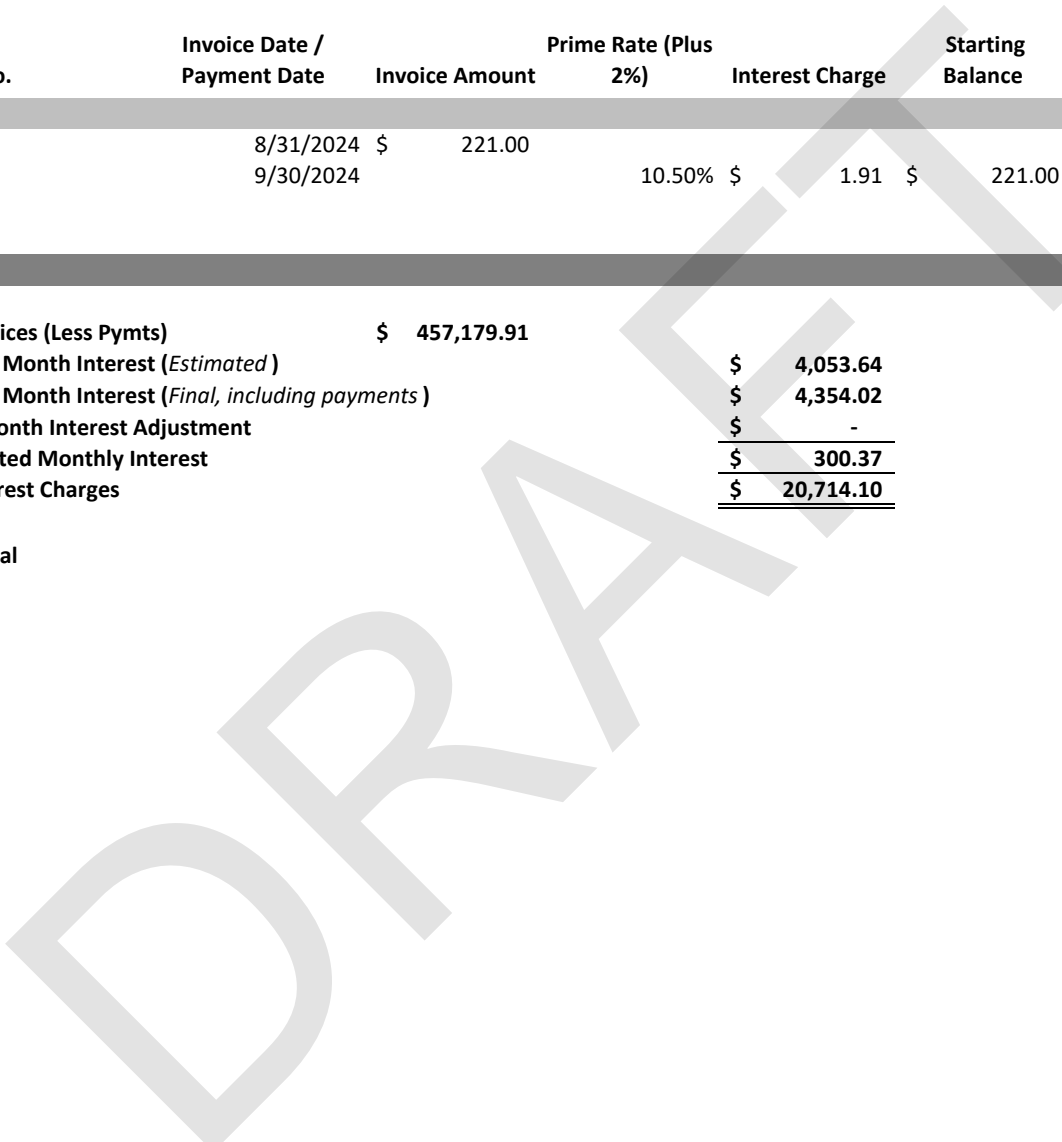 Invoice Date / Prime Rate (Plus Starting
o. Payment Date Invoice Amount 2%) Interest Charge Balance
8/31/2024 $ 221.00
9/30/2024 10.50% $ 1.91 $ 221.00
ices (Less Pymts) $ 457,179.91
Month Interest (Estimated ) $ 4,053.64
Month Interest (Final, including payments ) $ 4,354.02
onth Interest Adjustment $ -
ted Monthly Interest $ 300.37
rest Charges $ 20,714.10
al
DRAFT